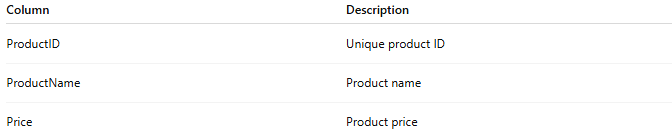 Column Description
ProductID Unique product ID
ProductName Product name
Price Product price